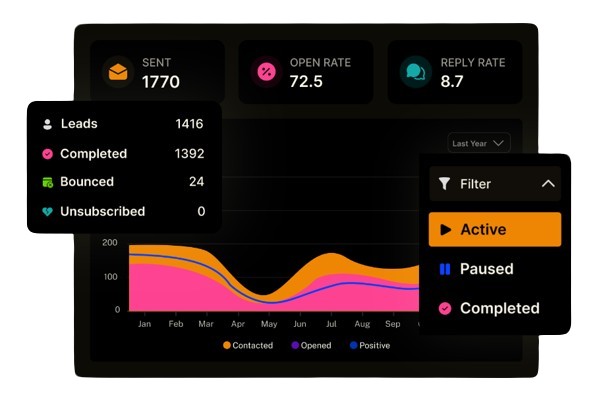 SENT
1770
OPEN RATE
72.5
REPLY RATE
8.7
Leads 1416
Completed 1392
Bounced 24
Unsubscribed 0
Last Year
Filter
Active
Paused
Completed
200
100
0
Jan Feb Mar Apr May Jun Jul Aug Sep
Contacted Opened Positive